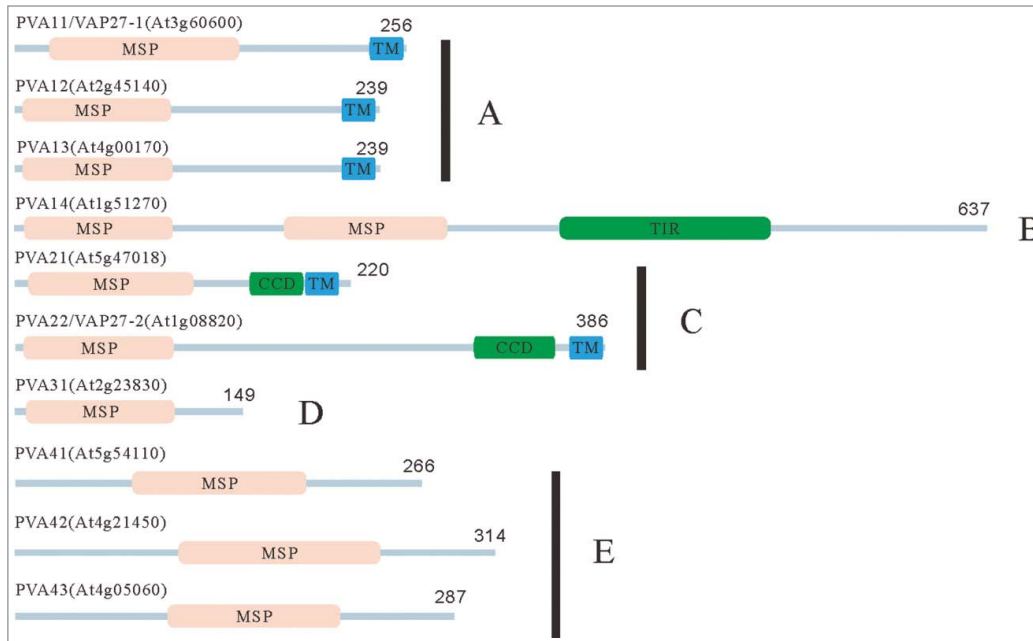 PVA11/VAP27-1(At3g60600)
256
MSP
TM
PVA12(At2g45140)
239
MSP
TM
A
PVA13(At4g00170)
239
MSP
TM
PVA14(At1g51270)
637
MSP
MSP
TIR
B
PVA21(At5g47018)
220
MSP
CCD
TM
C
PVA22/VAP27-2(At1g08820)
386
MSP
CCD
TM
PVA31(At2g23830)
149
MSP
D
PVA41(At5g54110)
266
MSP
PVA42(At4g21450)
314
MSP
E
PVA43(At4g05060)
287
MSP